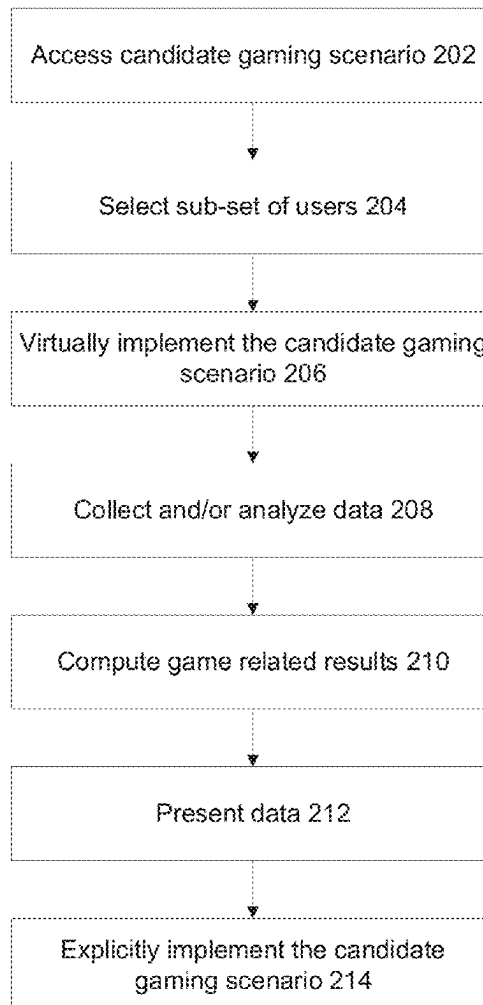 Access candidate gaming scenario 202
Select sub-set of users 204
Virtually implement the candidate gaming
scenario 206
Collect and/or analyze data 208
Compute game related results 210
Present data 212
Explicitly implement the candidate
gaming scenario 214